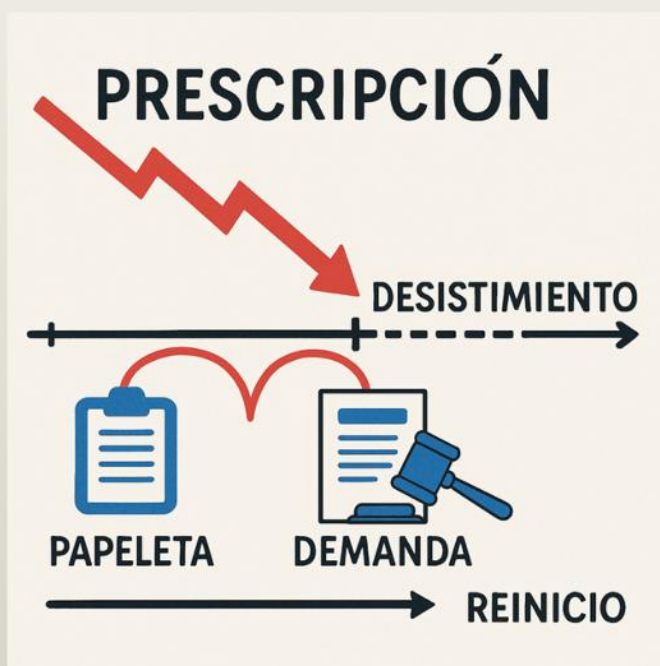 PRESCRIPCIÓN
DESISTIMIENTO
PAPELETA
DEMANDA
REINICIO